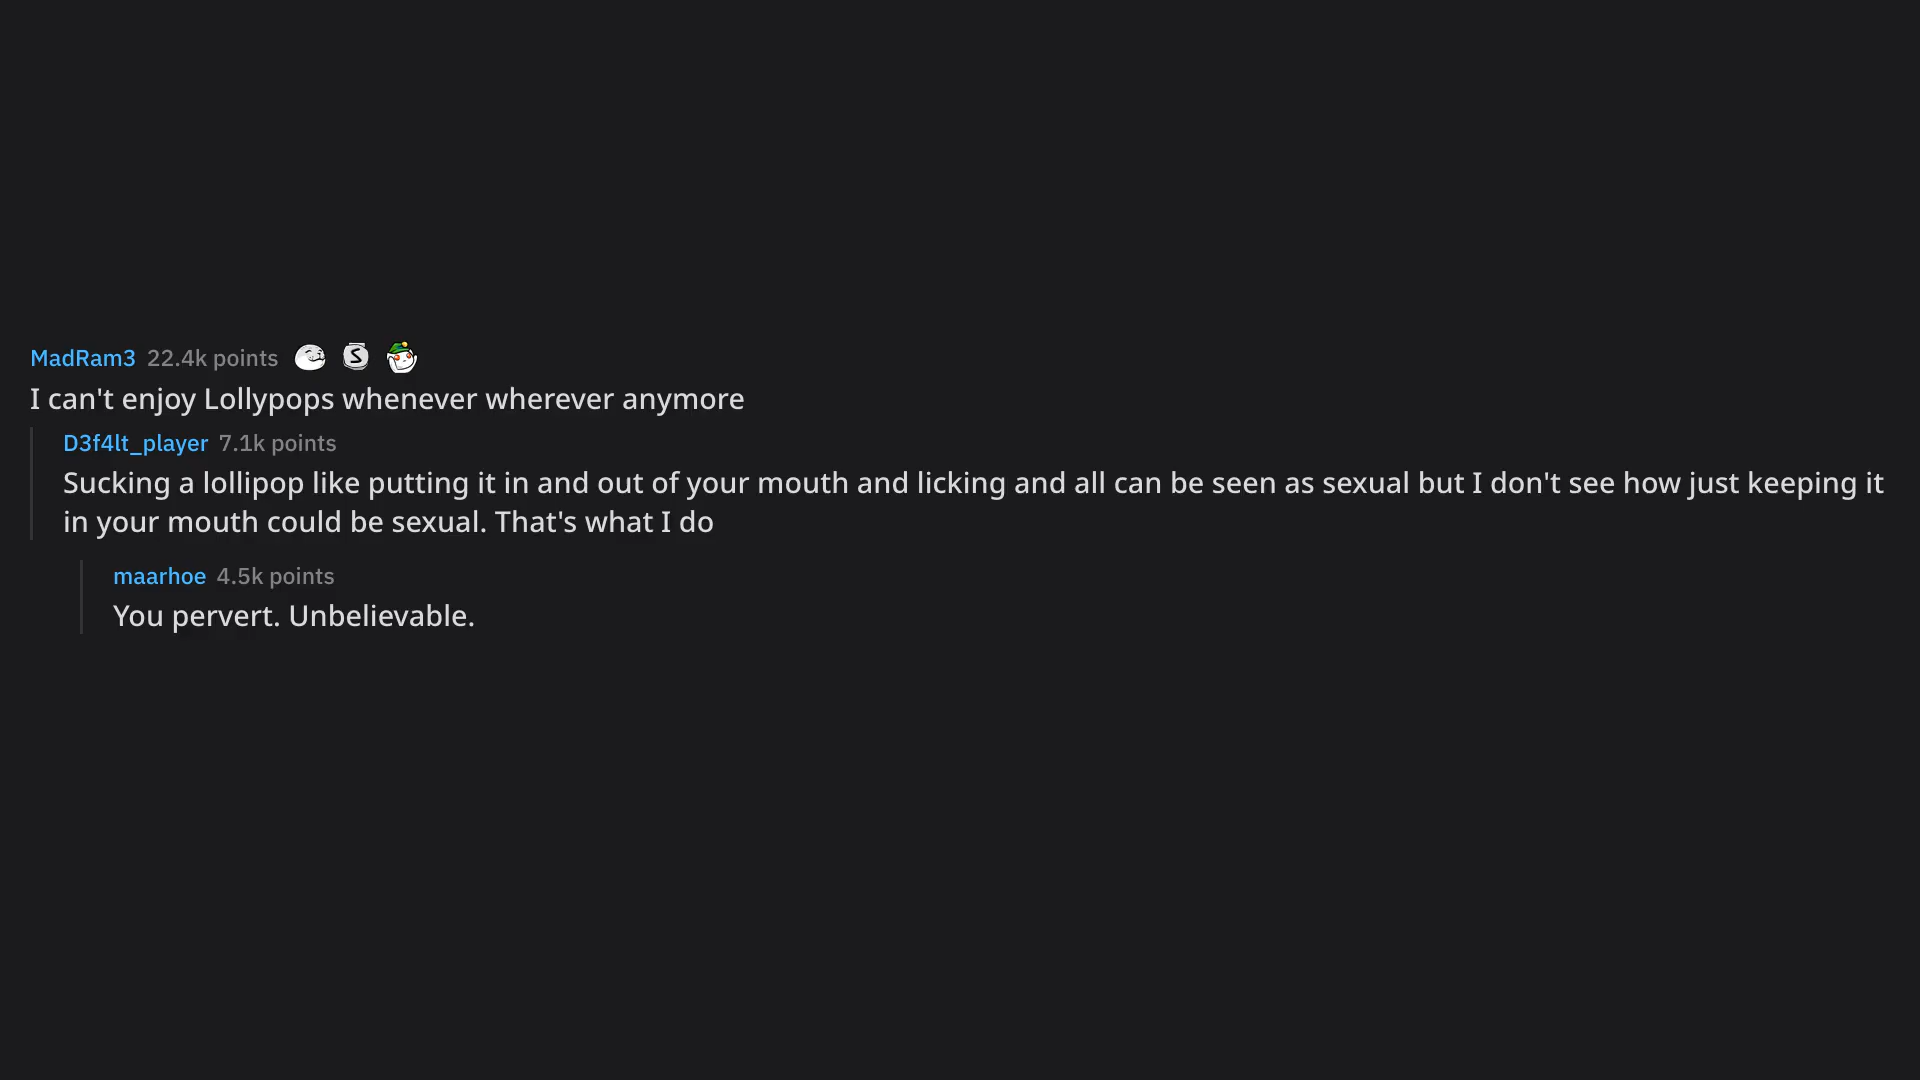 MadRam3 22.4k points
I can't enjoy Lollypops whenever wherever anymore
D3f4lt_player 7.1k points
Sucking a lollipop like putting it in and out of your mouth and licking and all can be seen as sexual but I don't see how just keeping it
in your mouth could be sexual. That's what I do
maarhoe 4.5k points
You pervert. Unbelievable.